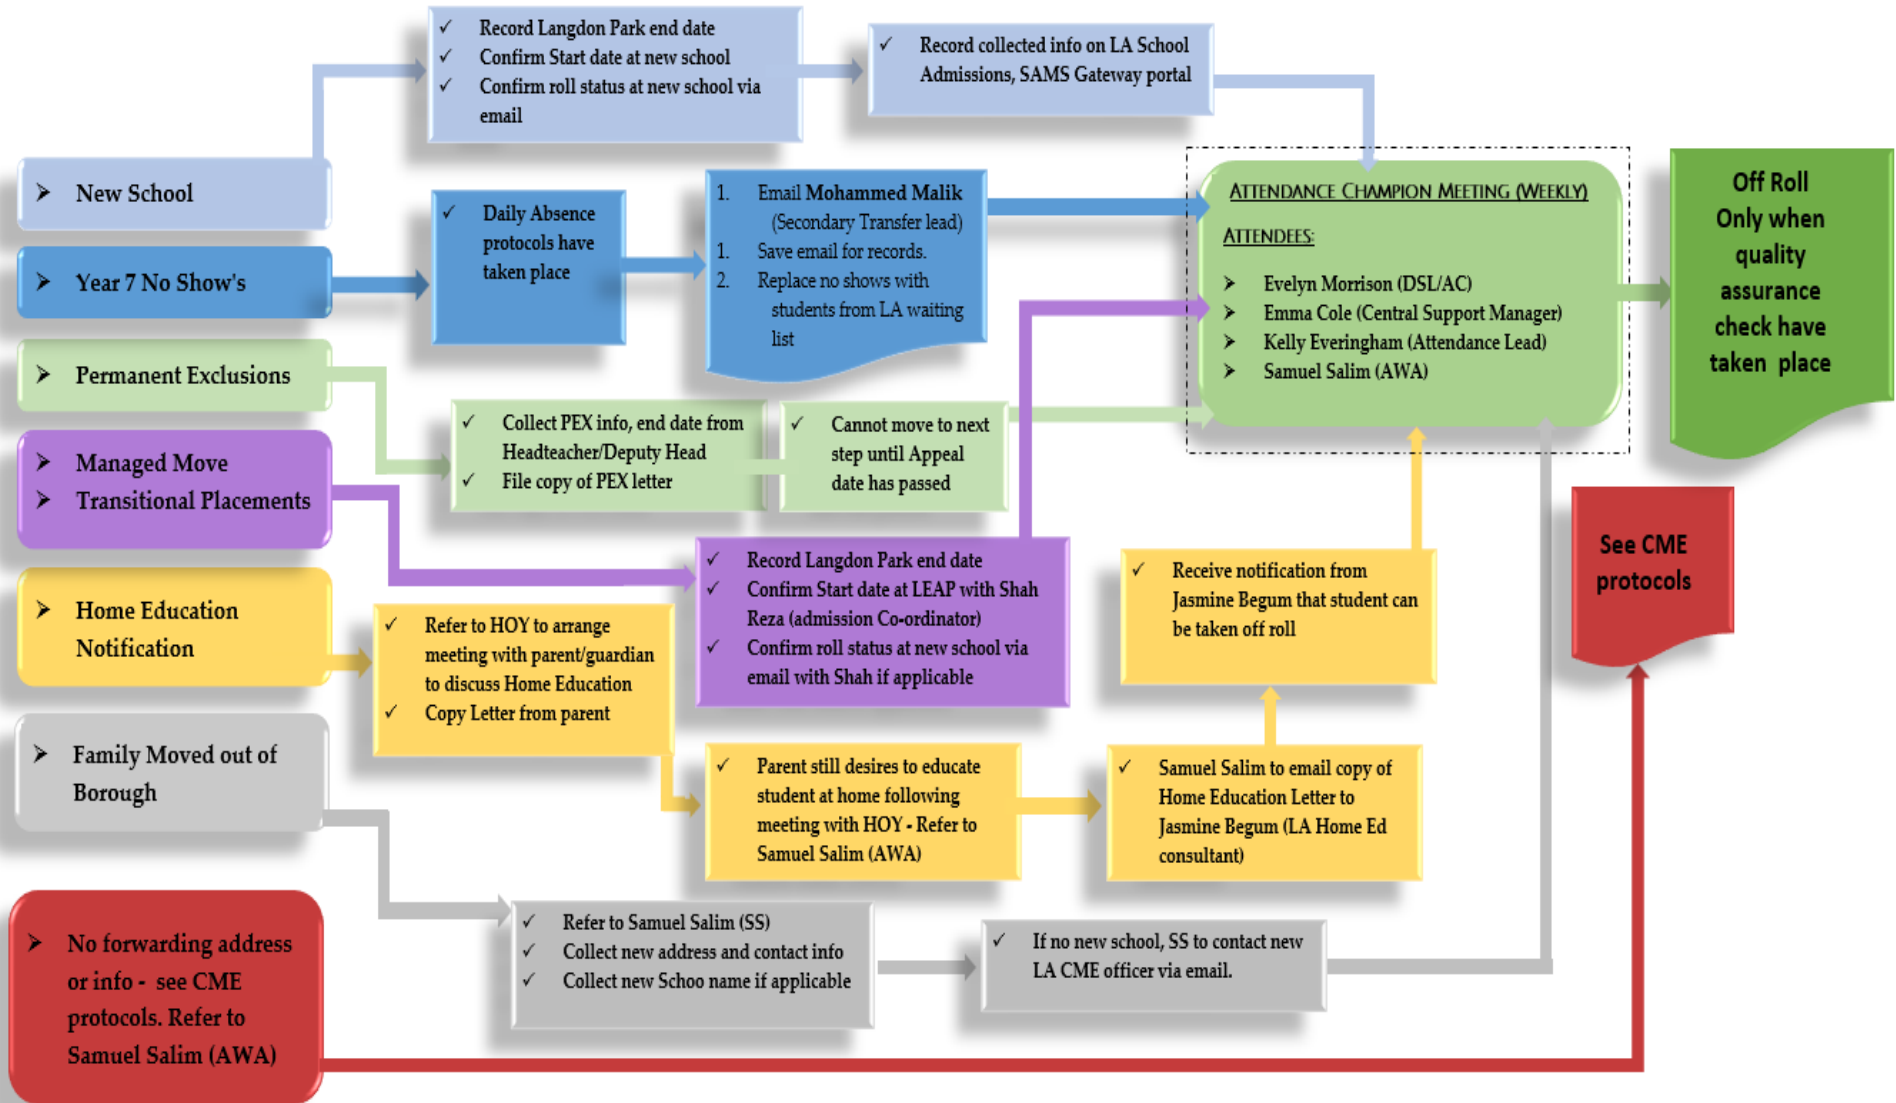 ✓ Record Langdon Park end date
✓ Confirm Start date at new school
✓ Confirm roll status at new school via
email
✓ Record collected info on LA School
Admissions, SAMS Gateway portal
➤ New School
➤ Year 7 No Show's
✓ Daily Absence
protocols have
taken place
1. Email Mohammed Malik
(Secondary Transfer lead)
1. Save email for records.
2. Replace no shows with
students from LA waiting
list
ATTENDANCE CHAMPION MEETING (WEEKLY)
ATTENDEES:
➤ Evelyn Morrison (DSL/AC)
➤ Emma Cole (Central Support Manager)
➤ Kelly Everingham (Attendance Lead)
➤ Samuel Salim (AWA)
Off Roll
Only when
quality
assurance
check have
taken place
➤ Permanent Exclusions
✓ Collect PEX info, end date from
Headteacher/Deputy Head
✓ File copy of PEX letter
✓ Cannot move to next
step until Appeal
date has passed
➤ Managed Move
➤ Transitional Placements
✓ Record Langdon Park end date
✓ Confirm Start date at LEAP with Shah
Reza (admission Co-ordinator)
✓ Confirm roll status at new school via
email with Shah if applicable
➤ Home Education
Notification
✓ Refer to HOY to arrange
meeting with parent/guardian
to discuss Home Education
✓ Copy Letter from parent
✓ Parent still desires to educate
student at home following
meeting with HOY - Refer to
Samuel Salim (AWA)
✓ Samuel Salim to email copy of
Home Education Letter to
Jasmine Begum (LA Home Ed
consultant)
✓ Receive notification from
Jasmine Begum that student can
be taken off roll
See CME
protocols
➤ Family Moved out of
Borough
✓ Refer to Samuel Salim (SS)
✓ Collect new address and contact info
✓ Collect new Schoo name if applicable
✓ If no new school, SS to contact new
LA CME officer via email.
➤ No forwarding address
or info - see CME
protocols. Refer to
Samuel Salim (AWA)